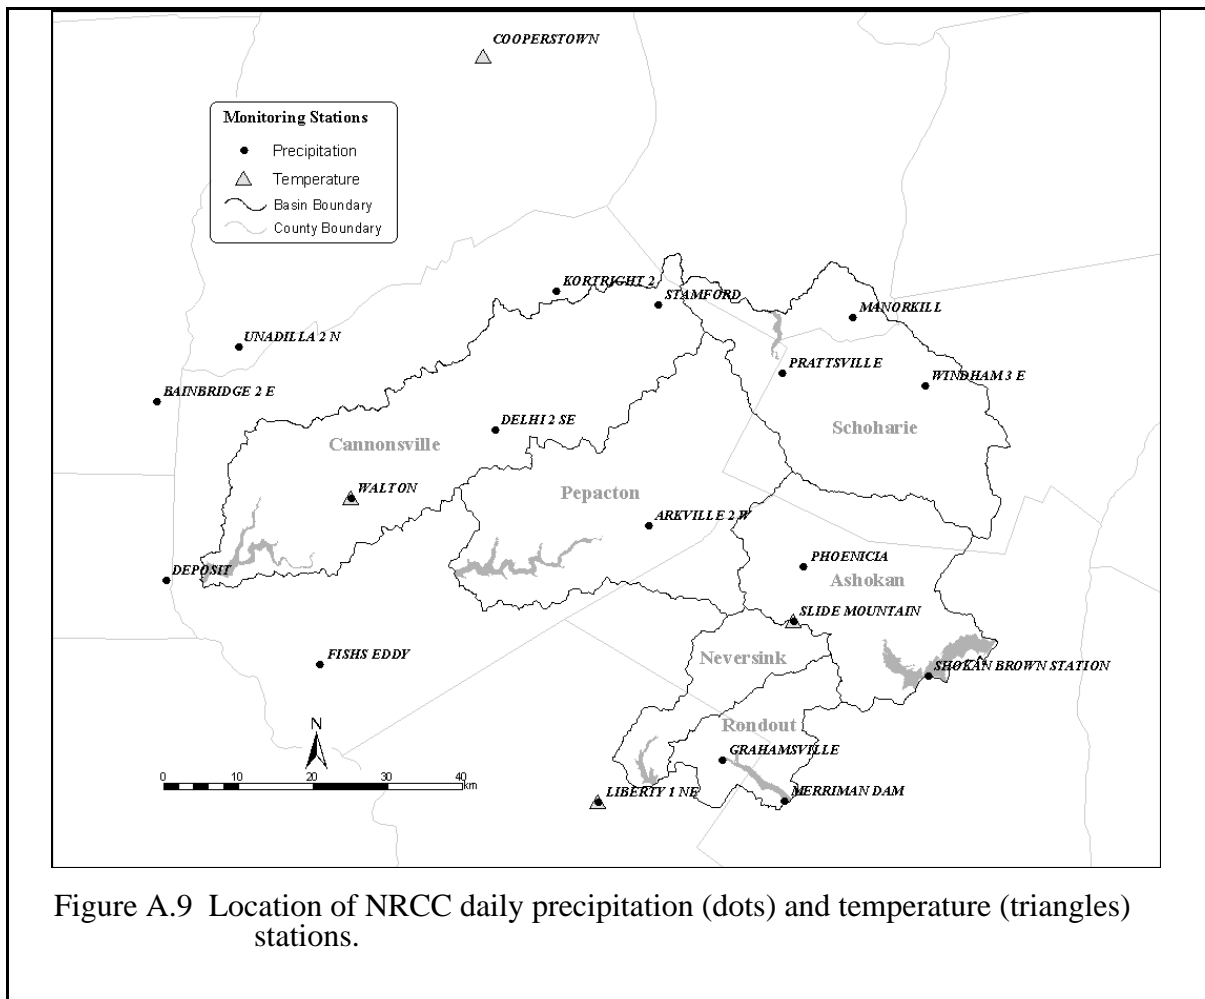 COOPERSTOWN
Monitoring Stations
Precipitation
Temperature
Basin Boundary
County Boundary
KORTRIGHT 2
STAMFORD
MANORKILL
UNADILLA 2 N
PRATTSVILLE
WINDHAM 3 E
BAINBRIDGE 2 E
DELHI 2 SE
Schoharie
Cannonsville
WALTON
Pepacton
ARKVILLE 2 W
PHOENICIA
DEPOSIT
Ashokan
SLIDE MOUNTAIN
FISHS EDDY
Neversink
SHOKAN BROWN STATION
N
Rondout
GRAHAMSVILLE
0 10 20 30 40 km
LIBERTY 1 NE
MERRIMAN DAM
Figure A.9 Location of NRCC daily precipitation (dots) and temperature (triangles)
stations.